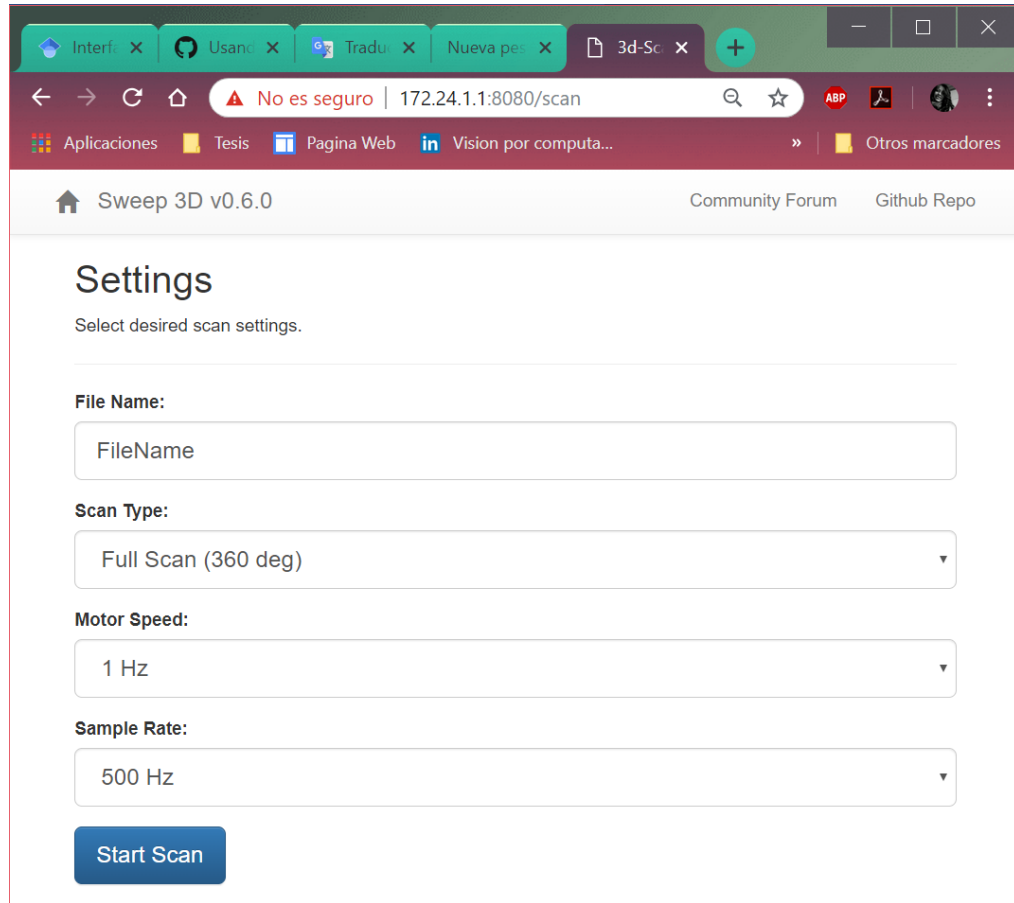 Interf Usand Traduc Nueva pes 3d-Sc
No es seguro | 172.24.1.1:8080/scan ABP
Aplicaciones Tesis Pagina Web in Vision por computa... » Otros marcadores
Sweep 3D v0.6.0 Community Forum Github Repo
Settings
Select desired scan settings.
File Name:
FileName
Scan Type:
Full Scan (360 deg)
Motor Speed:
1 Hz
Sample Rate:
500 Hz
Start Scan